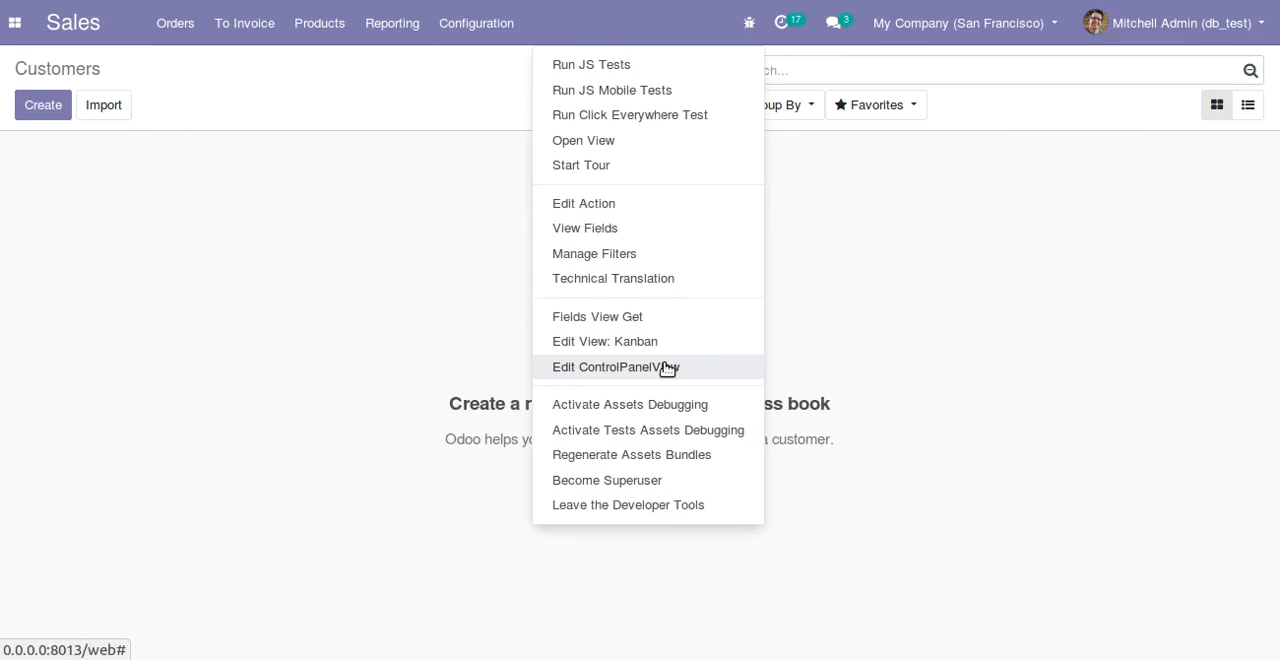 Sales
Orders
To Invoice
Products
Reporting
Configuration
17
3
My Company (San Francisco)
Mitchell Admin (db_test)
Customers
Create
Import
Favorites
Run JS Tests
Run JS Mobile Tests
Run Click Everywhere Test
Open View
Start Tour
Edit Action
View Fields
Manage Filters
Technical Translation
Fields View Get
Edit View: Kanban
Edit ControlPanelView
Activate Assets Debugging
Activate Tests Assets Debugging
Regenerate Assets Bundles
Become Superuser
Leave the Developer Tools
ch...
oup By
Create a r
ss book
Odoo helps yo
a customer.
0.0.0.0:8013/web#